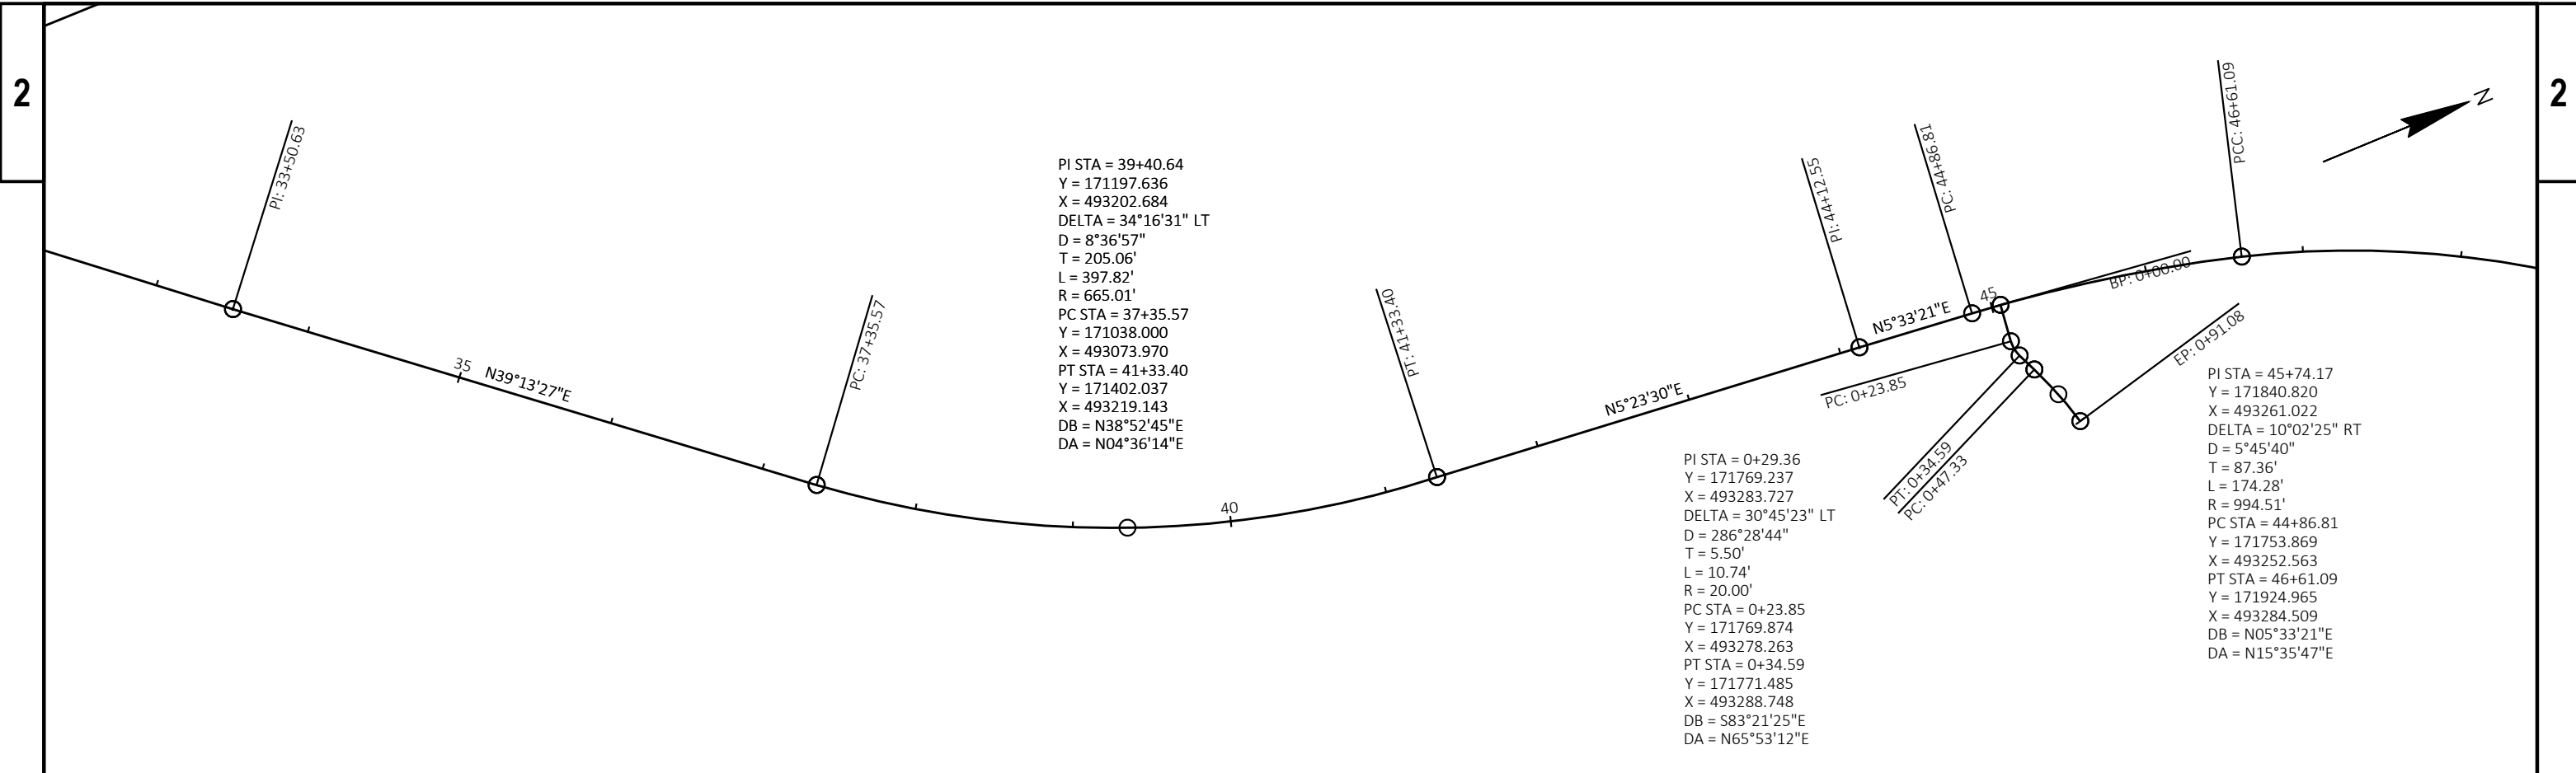 2
2
PI: 33+50.63
35
N39°13'27"E
PC: 37+35.57
PI STA = 39+40.64
Y = 171197.636
X = 493202.684
DELTA = 34°16'31" LT
D = 8°36'57"
T = 205.06'
L = 397.82'
R = 665.01'
PC STA = 37+35.57
Y = 171038.000
X = 493073.970
PT STA = 41+33.40
Y = 171402.037
X = 493219.143
DB = N38°52'45"E
DA = N04°36'14"E
40
PT: 41+33.40
N5°23'30"E
PI: 44+12.55
N5°33'21"E
PC: 44+86.81
45
BP: 0+00.00
PCC: 46+61.09
N
PC: 0+23.85
PT: 0+34.59
PC: 0+47.33
EP: 0+91.08
PI STA = 0+29.36
Y = 171769.237
X = 493283.727
DELTA = 30°45'23" LT
D = 286°28'44"
T = 5.50'
L = 10.74'
R = 20.00'
PC STA = 0+23.85
Y = 171769.874
X = 493278.263
PT STA = 0+34.59
Y = 171771.485
X = 493288.748
DB = S83°21'25"E
DA = N65°53'12"E
PI STA = 45+74.17
Y = 171840.820
X = 493261.022
DELTA = 10°02'25" RT
D = 5°45'40"
T = 87.36'
L = 174.28'
R = 994.51'
PC STA = 44+86.81
Y = 171753.869
X = 493252.563
PT STA = 46+61.09
Y = 171924.965
X = 493284.509
DB = N05°33'21"E
DA = N15°35'47"E